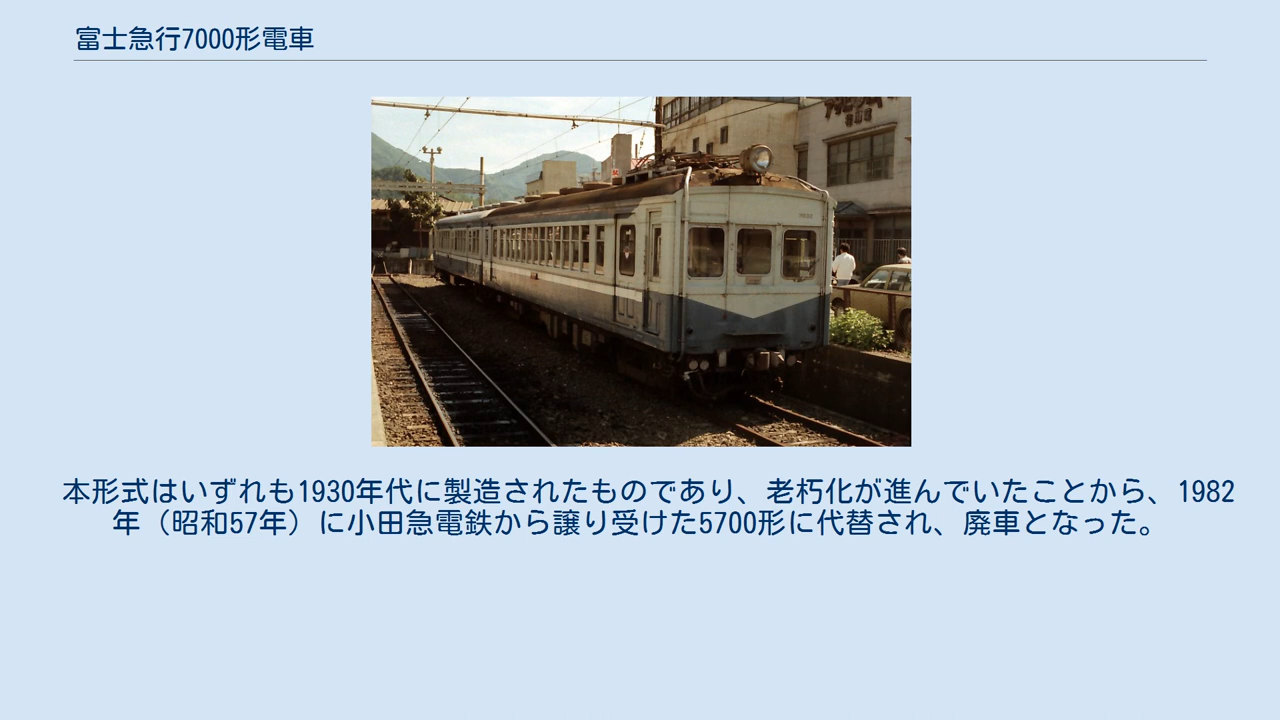 富士急行7000形電車
本形式はいずれも1930年代に製造されたものであり、老朽化が進んでいたことから、1982
年（昭和57年）に小田急電鉄から譲り受けた5700形に代替され、廃車となった。